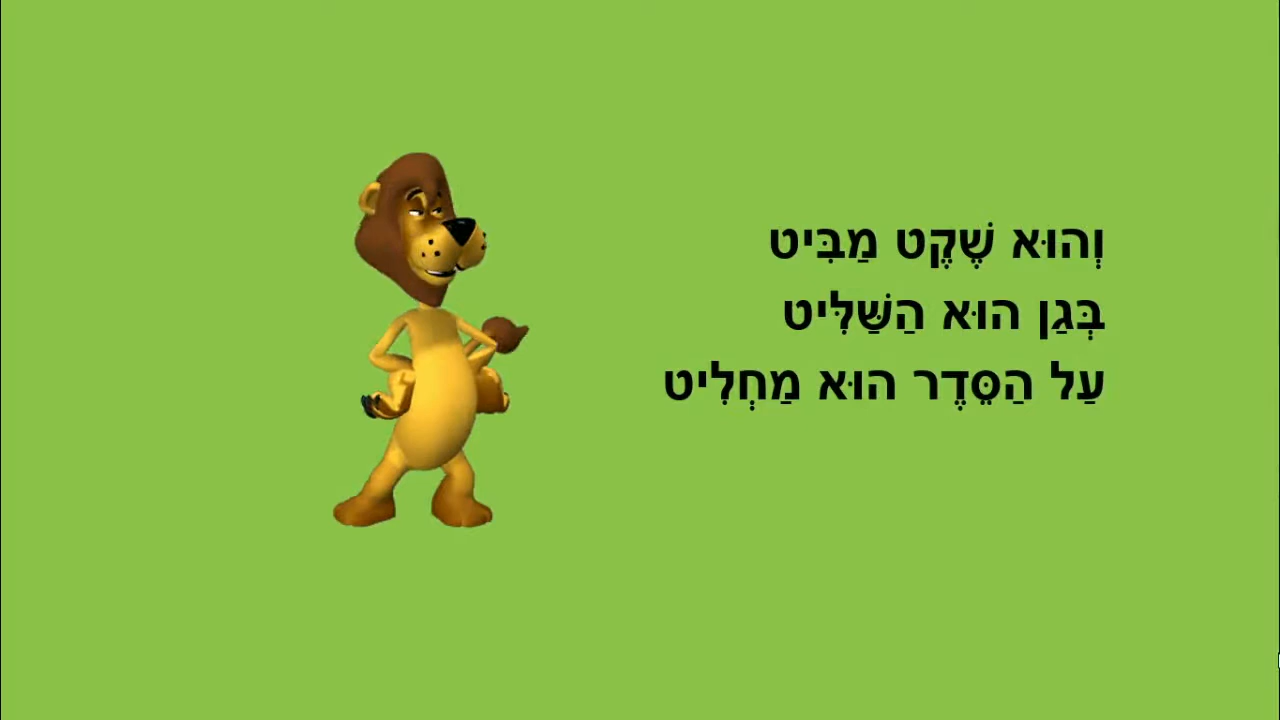 וְהוּא שֶׁקֶט מַבִּיט
בְּגַן הוּא הַשַּׁלִּיט
עַל הַסֵּדֶר הוּא מַחְלִיט